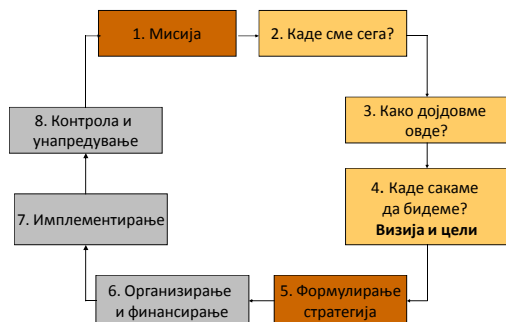 1. Мисија
2. Каде сме сега?
3. Како дојдовме
овде?
4. Каде сакаме
да бидеме?
Визија и цели
5. Формулирање
стратегија
6. Организирање
и финансирање
7. Имплементирање
8. Контрола и
унапредување